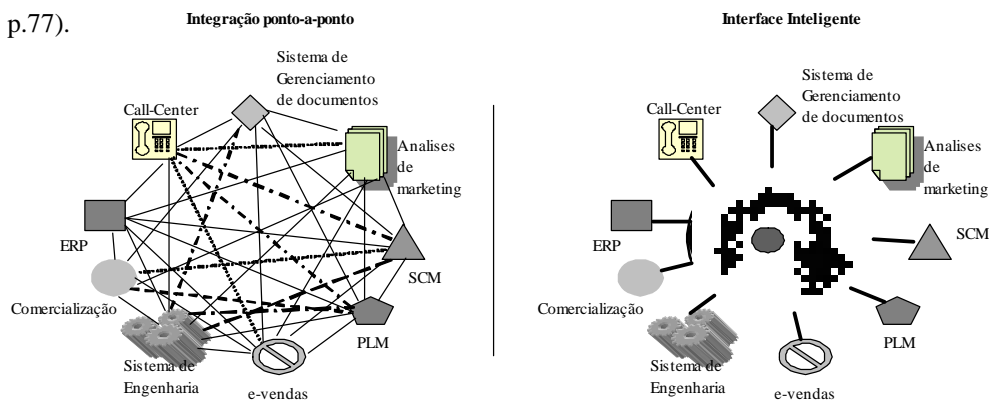 p.77).
Integração ponto-a-ponto
Sistema de
Gerenciamento
de documentos
Call-Center
Analises
de
marketing
ERP
SCM
Comercialização
PLM
Sistema de
Engenharia
e-vendas
Interface Inteligente
Sistema de
Gerenciamento
de documentos
Call-Center
Analises
de
marketing
ERP
SCM
Comercialização
PLM
Sistema de
Engenharia
e-vendas